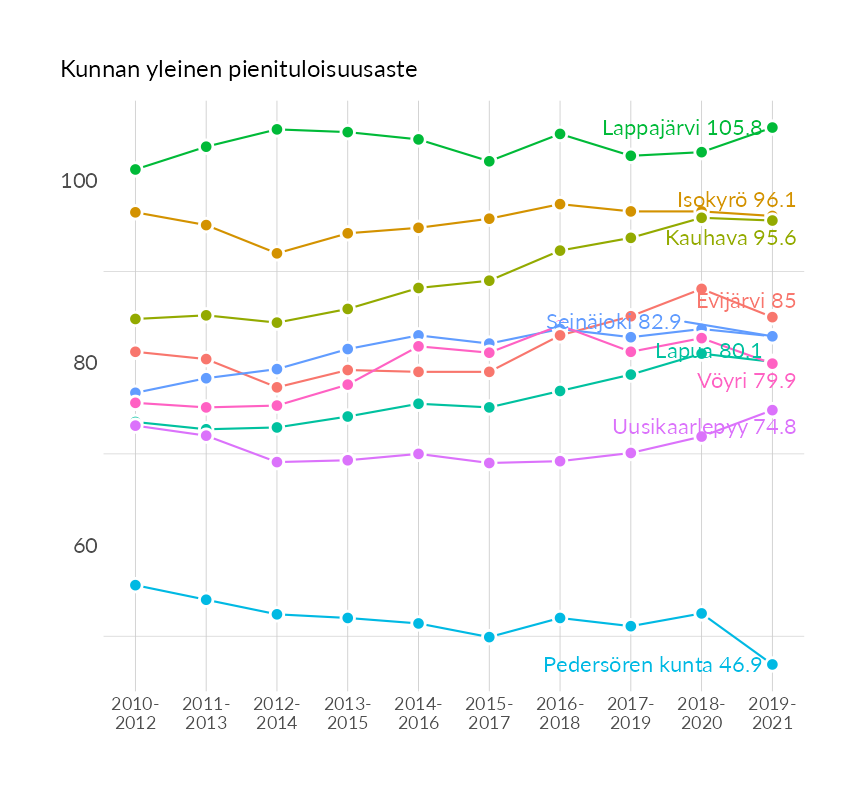 Kunnan yleinen pienituloisuusaste
Lappajärvi 105.8
100
Isokyrö 96.1
Kauhava 95.6
Evijärvi 85
Seinäjoki 82.9
Lapua 80.1
80
Vöyri 79.9
Uusikaarlepyy 74.8
60
Pedersören kunta 46.9
2010-
2012
2011-
2013
2012-
2014
2013-
2015
2014-
2016
2015-
2017
2016-
2018
2017-
2019
2018-
2020
2019-
2021